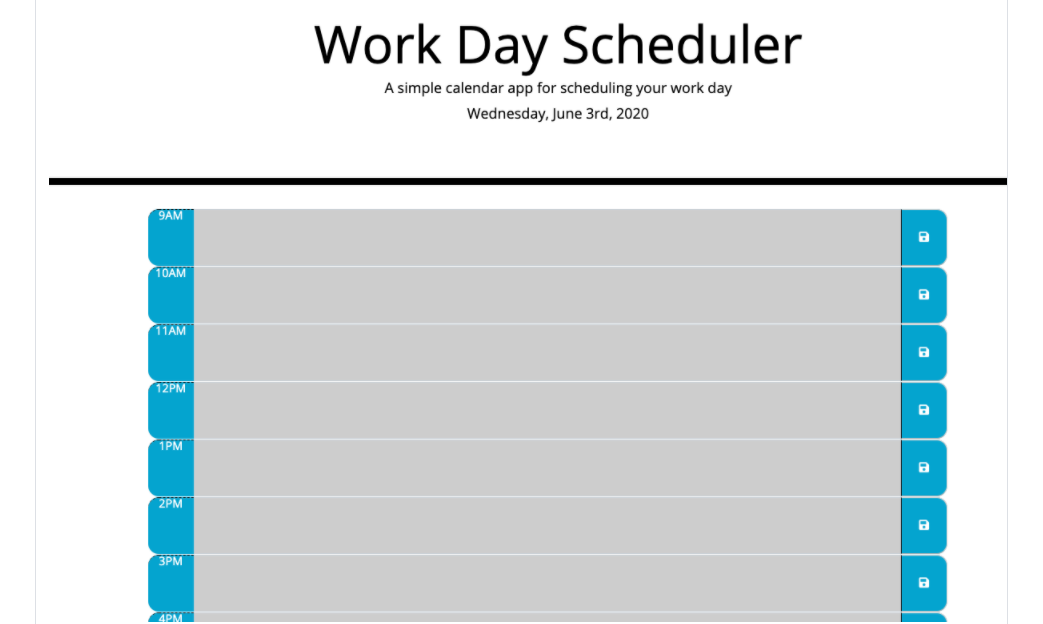 Work Day Scheduler
A simple calendar app for scheduling your work day
Wednesday, June 3rd, 2020
9AM
10AM
11AM
12PM
1PM
2PM
3PM
4PM